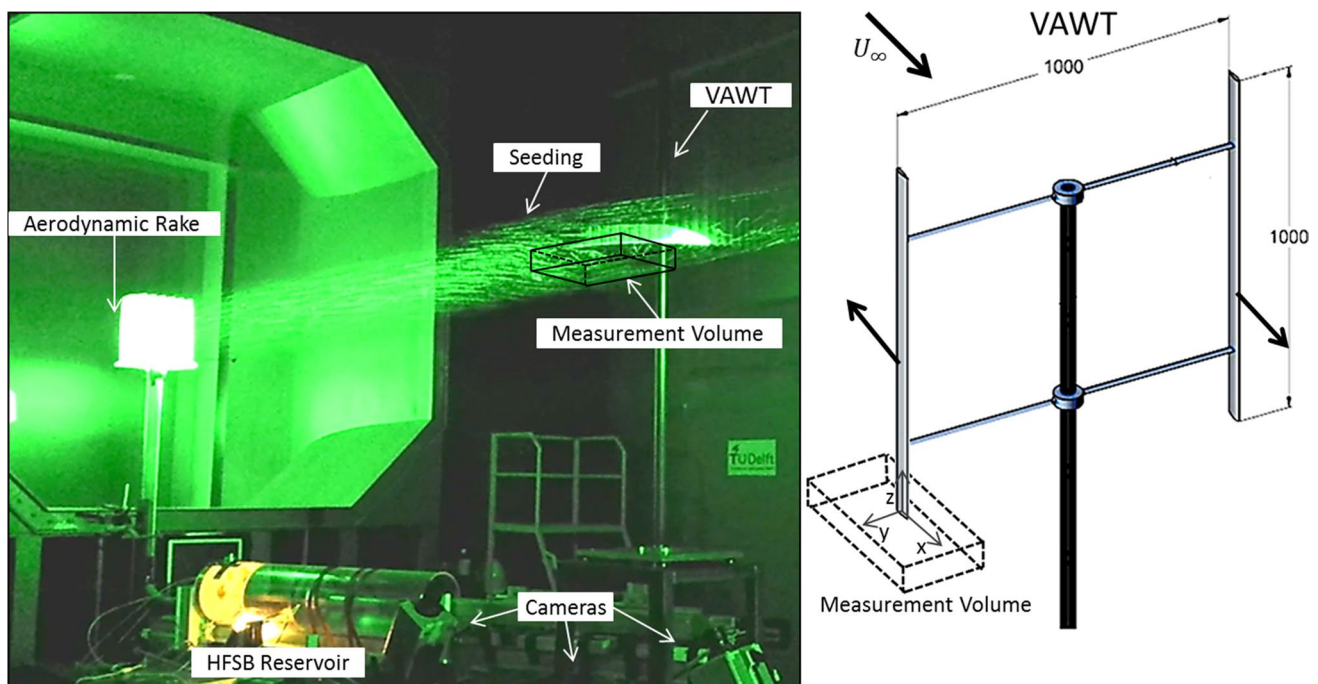 VAWT
Seeding
Aerodynamic Rake
Measurement Volume
TUDelft
Cameras
HFSB Reservoir
VAWT
U∞
1000
1000
z
y
x
Measurement Volume